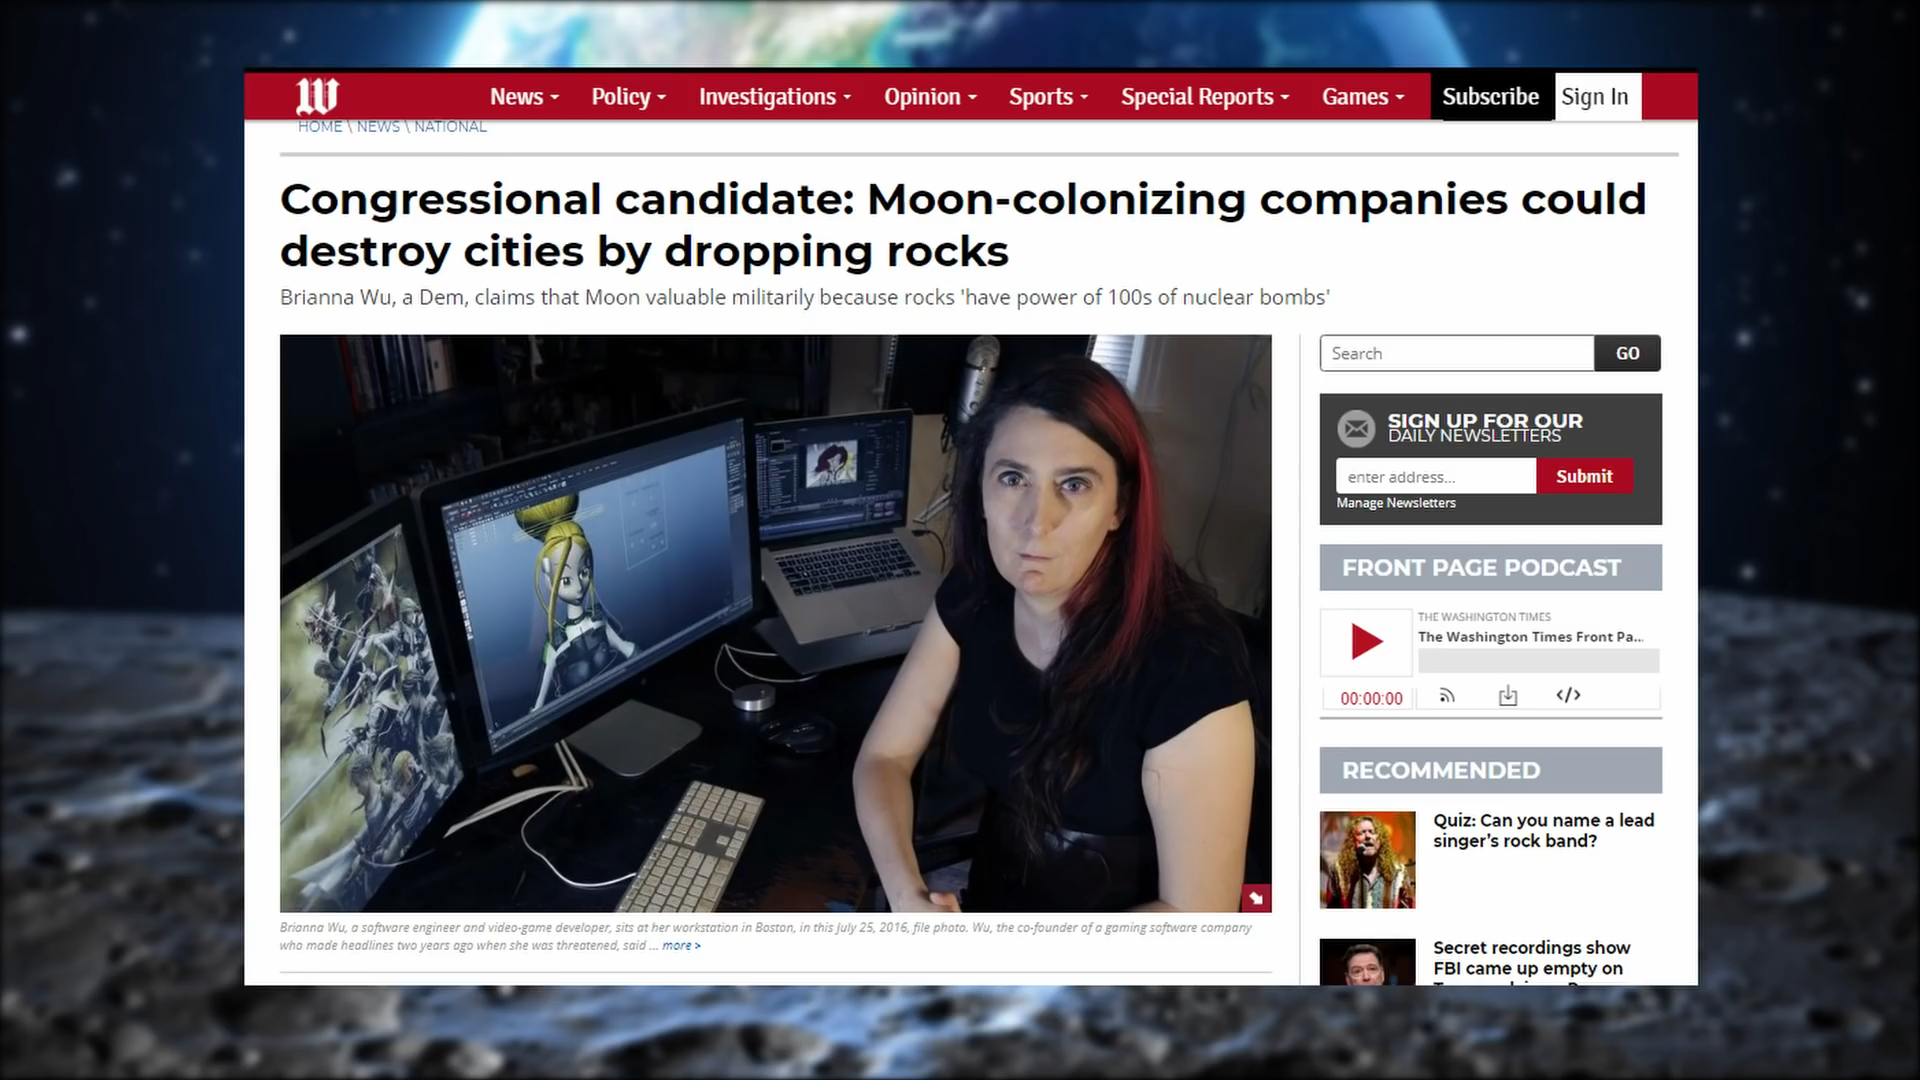 W
News Policy Investigations Opinion Sports Special Reports Games Subscribe Sign In
HOME \ NEWS \ NATIONAL
Congressional candidate: Moon-colonizing companies could
destroy cities by dropping rocks
Brianna Wu, a Dem, claims that Moon valuable militarily because rocks 'have power of 100s of nuclear bombs'
Brianna Wu, a software engineer and video-game developer, sits at her workstation in Boston, in this July 25, 2016, file photo. Wu, the co-founder of a gaming software company
who made headlines two years ago when she was threatened, said ... more >
Search GO
SIGN UP FOR OUR
DAILY NEWSLETTERS
enter address... Submit
Manage Newsletters
FRONT PAGE PODCAST
THE WASHINGTON TIMES
The Washington Times Front Pa...
00:00:00
RECOMMENDED
Quiz: Can you name a lead
singer's rock band?
Secret recordings show
FBI came up empty on